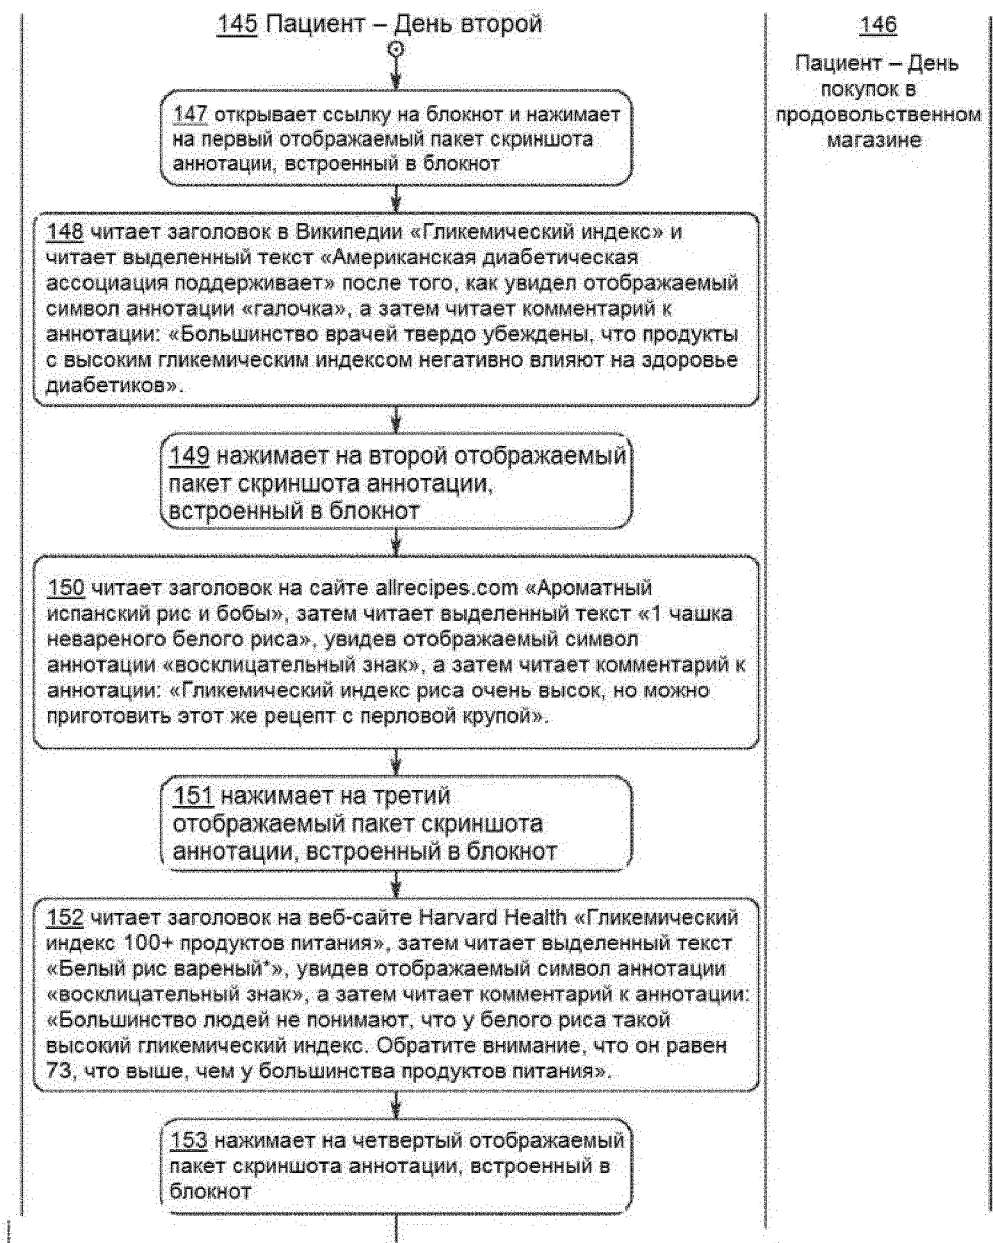 145 Пациент – День второй
147 открывает ссылку на блокнот и нажимает
на первый отображаемый пакет скриншота
аннотации, встроенный в блокнот
148 читает заголовок в Википедии «Гликемический индекс» и
читает выделенный текст «Американская диабетическая
ассоциация поддерживает» после того, как увидел отображаемый
символ аннотации «галочка», а затем читает комментарий к
аннотации: «Большинство врачей твердо убеждены, что продукты
с высоким гликемическим индексом негативно влияют на здоровье
диабетиков».
149 нажимает на второй отображаемый
пакет скриншота аннотации,
встроенный в блокнот
150 читает заголовок на сайте allrecipes.com «Ароматный
испанский рис и бобы», затем читает выделенный текст «1 чашка
невареного белого риса», увидев отображаемый символ
аннотации «восклицательный знак», а затем читает комментарий к
аннотации: «Гликемический индекс риса очень высок, но можно
приготовить этот же рецепт с перловой крупой».
151 нажимает на третий
отображаемый пакет скриншота
аннотации, встроенный в блокнот
152 читает заголовок на веб-сайте Harvard Health «Гликемический
индекс 100+ продуктов питания», затем читает выделенный текст
«Белый рис вареный*», увидев отображаемый символ аннотации
«восклицательный знак», а затем читает комментарий к аннотации:
«Большинство людей не понимают, что у белого риса такой
высокий гликемический индекс. Обратите внимание, что он равен
73, что выше, чем у большинства продуктов питания».
153 нажимает на четвертый отображаемый
пакет скриншота аннотации, встроенный в
блокнот
146
Пациент – День
покупок в
продовольственном
магазине